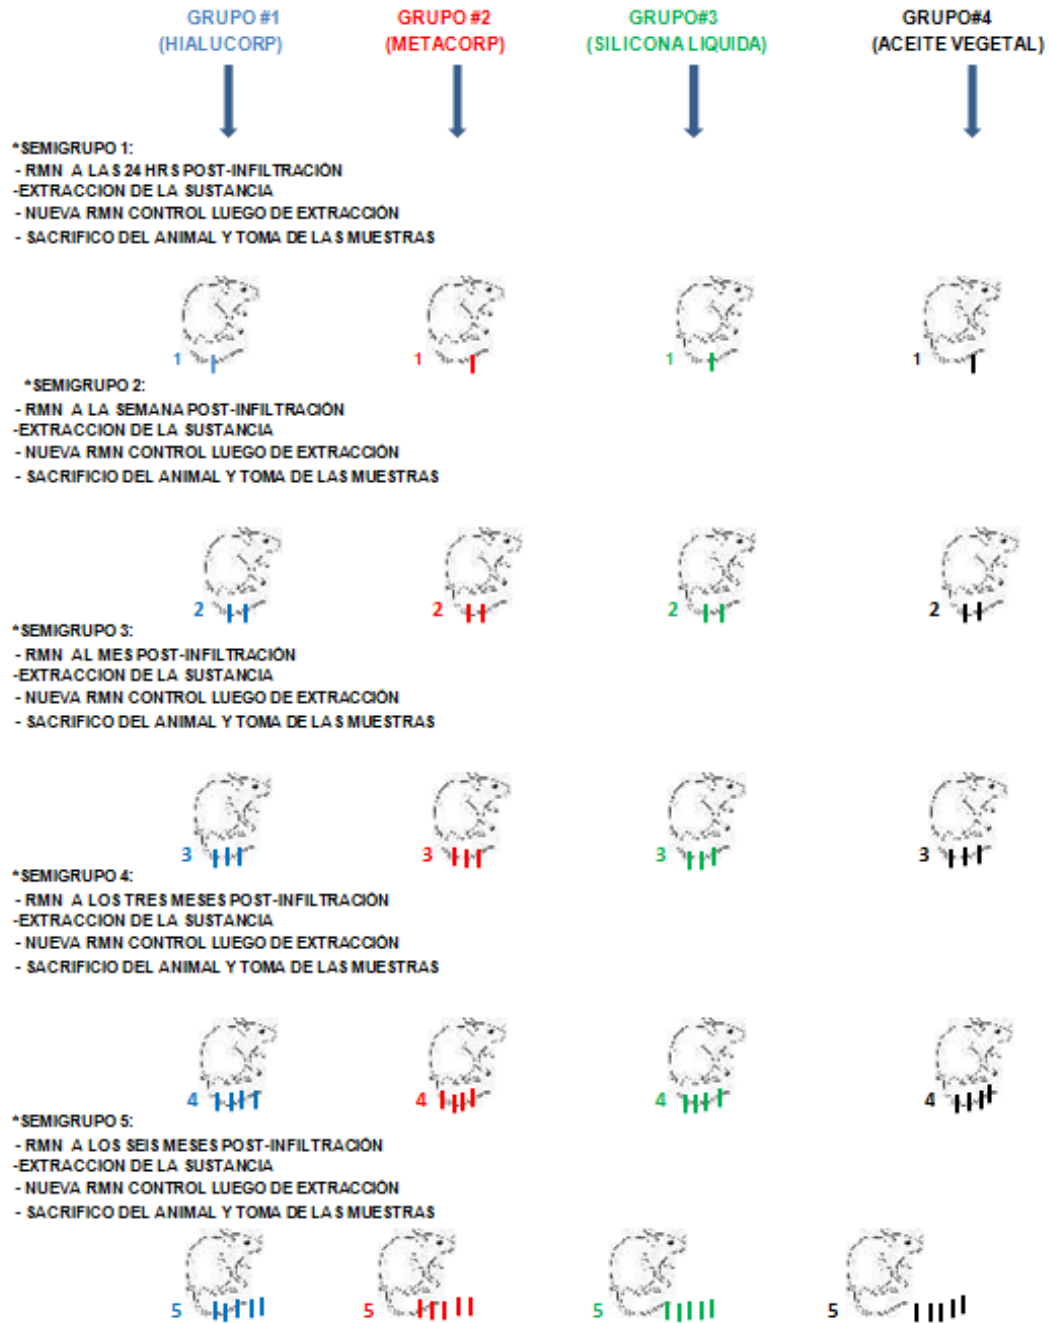 GRUPO #1 GRUPO #2 GRUPO#3 GRUPO#4
(HIALUCORP) (METACORP) (SILICONA LIQUIDA) (ACEITE VEGETAL)
*SEMIGRUPO 1:
- RMN A LAS 24 HRS POST-INFILTRACIÓN
-EXTRACCION DE LA SUSTANCIA
- NUEVA RMN CONTROL LUEGO DE EXTRACCIÓN
- SACRIFICO DEL ANIMAL Y TOMA DE LAS MUESTRAS
1 1 1 1
*SEMIGRUPO 2:
- RMN A LA SEMANA POST-INFILTRACIÓN
-EXTRACCION DE LA SUSTANCIA
- NUEVA RMN CONTROL LUEGO DE EXTRACCIÓN
- SACRIFICIO DEL ANIMAL Y TOMA DE LAS MUESTRAS
2 2 2 2
*SEMIGRUPO 3:
- RMN AL MES POST-INFILTRACIÓN
-EXTRACCION DE LA SUSTANCIA
- NUEVA RMN CONTROL LUEGO DE EXTRACCIÓN
- SACRIFICO DEL ANIMAL Y TOMA DE LAS MUESTRAS
3 3 3 3
*SEMIGRUPO 4:
- RMN A LOS TRES MESES POST-INFILTRACIÓN
-EXTRACCION DE LA SUSTANCIA
- NUEVA RMN CONTROL LUEGO DE EXTRACCIÓN
- SACRIFICIO DEL ANIMAL Y TOMA DE LAS MUESTRAS
4 4 4 4
*SEMIGRUPO 5:
- RMN A LOS SEIS MESES POST-INFILTRACIÓN
-EXTRACCION DE LA SUSTANCIA
- NUEVA RMN CONTROL LUEGO DE EXTRACCIÓN
- SACRIFICO DEL ANIMAL Y TOMA DE LAS MUESTRAS
5 5 5 5